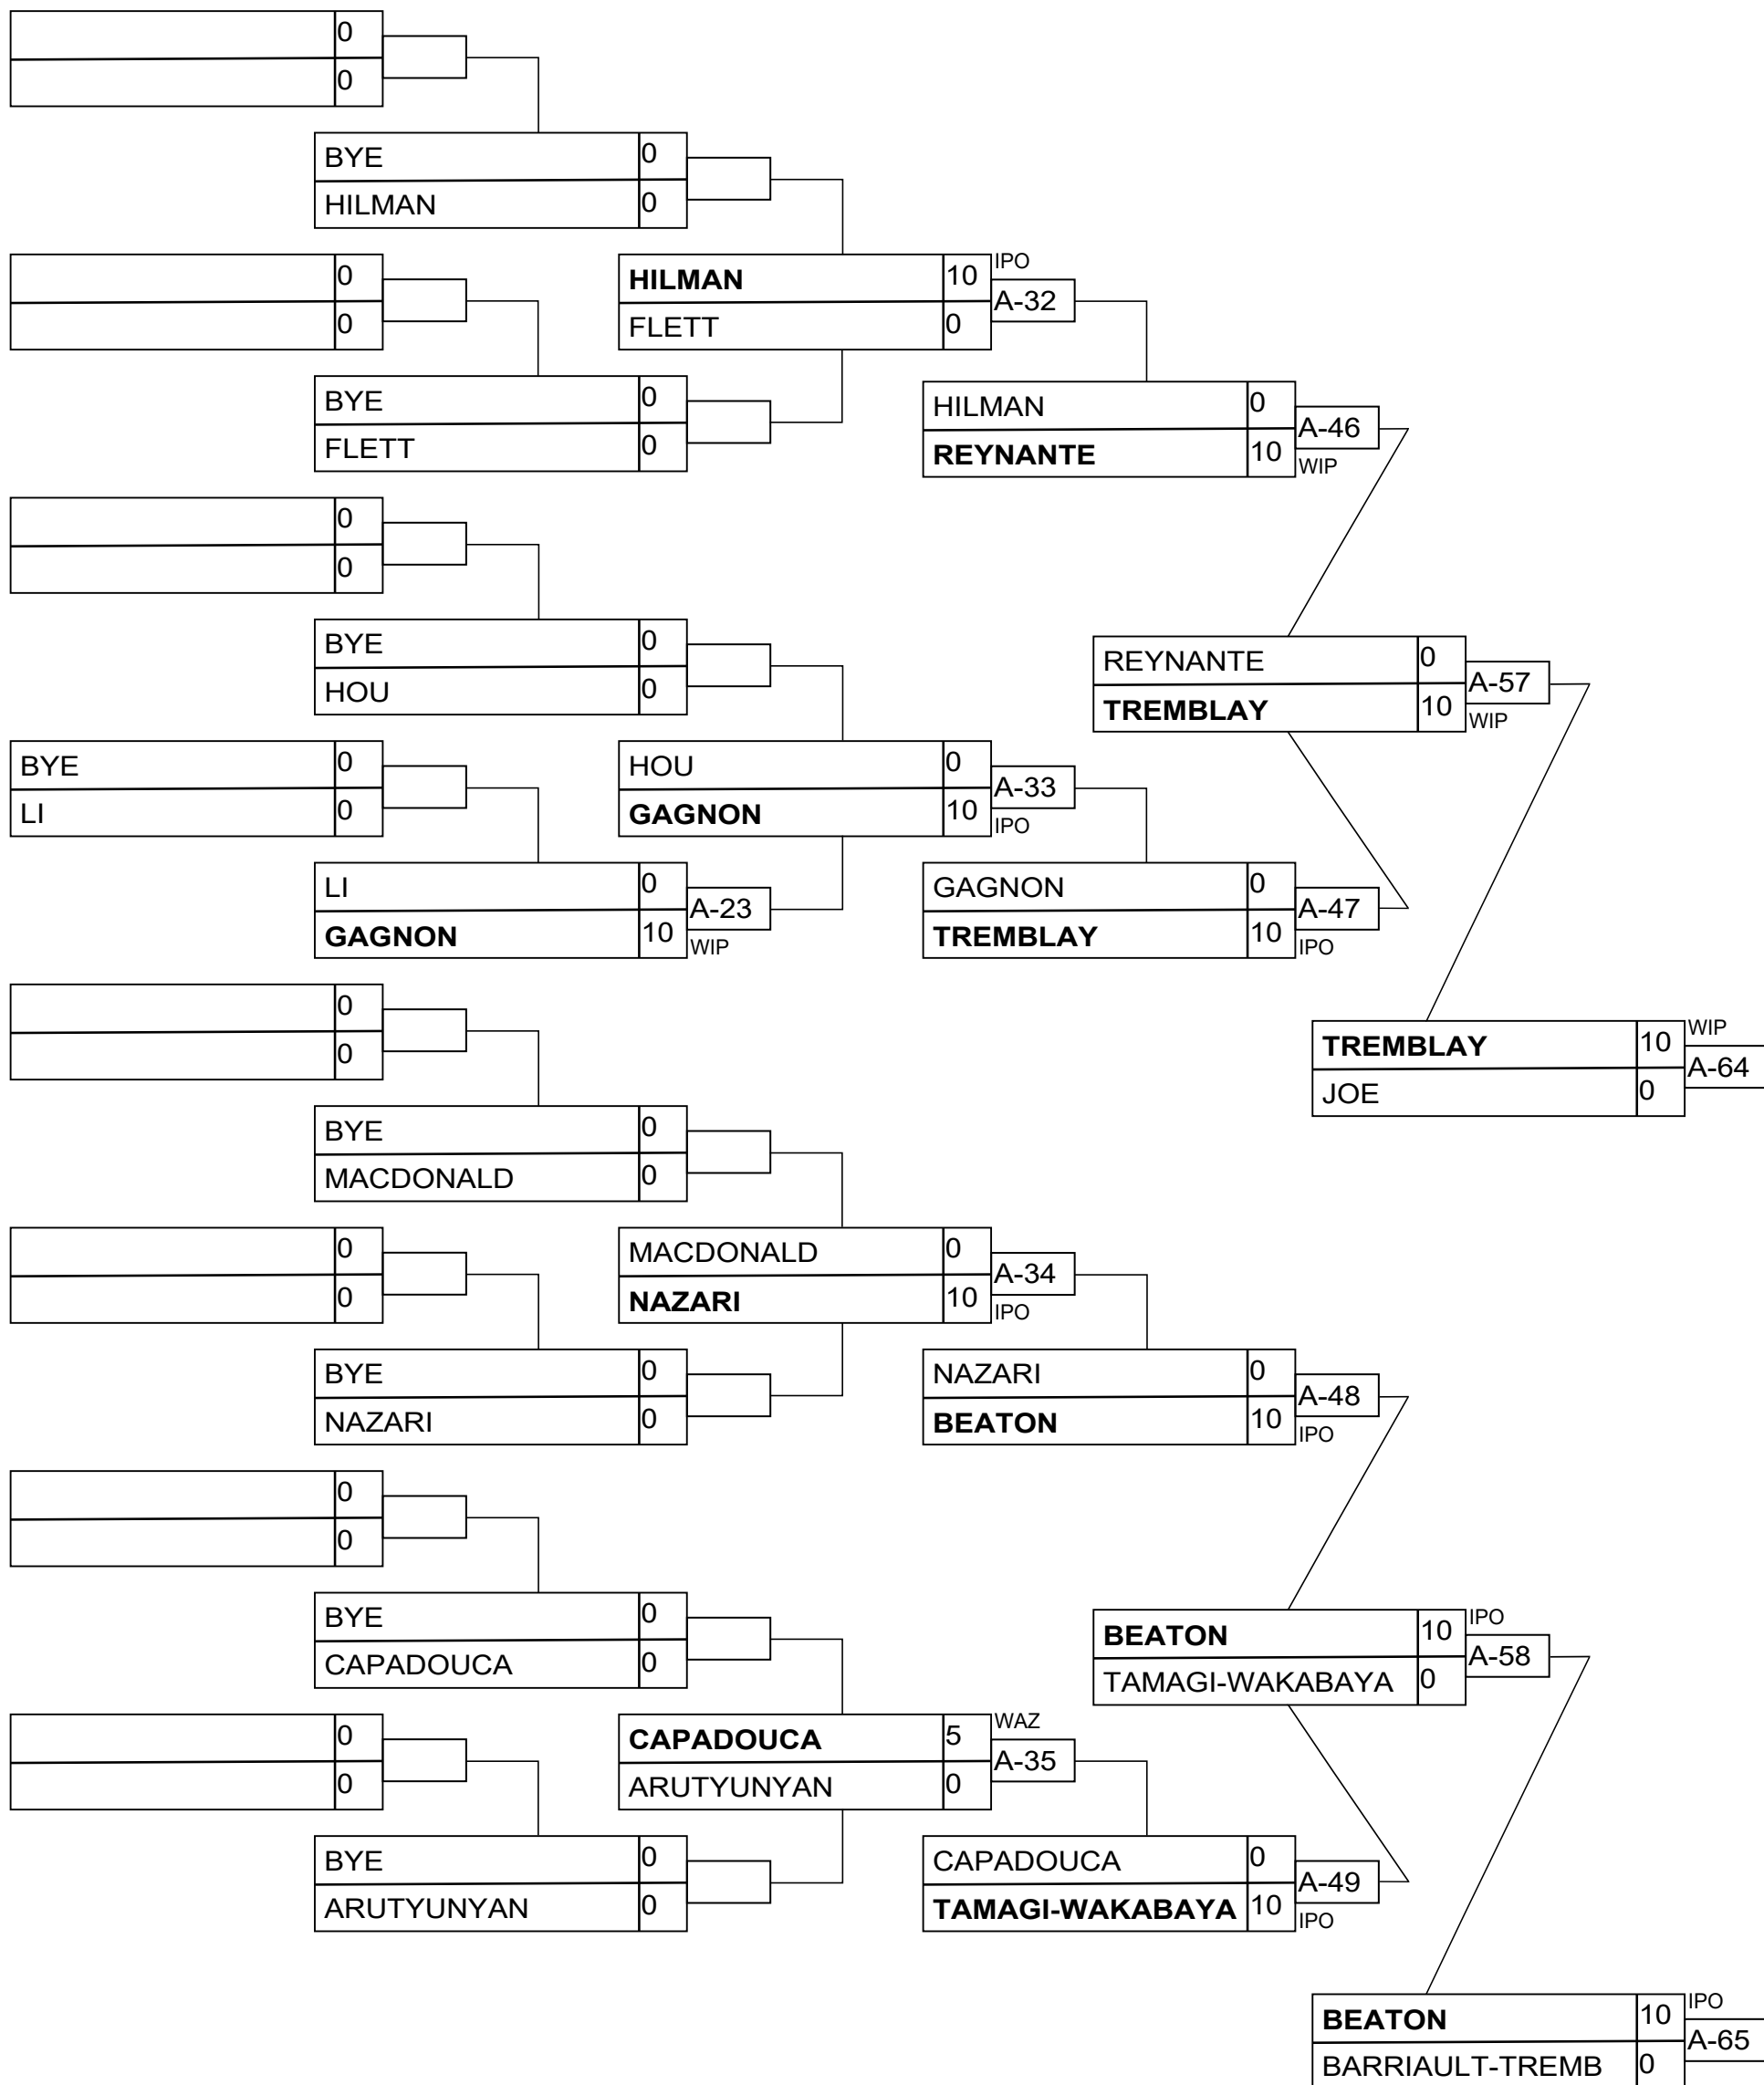 0
0
BYE 0
HILMAN 0
0
0
HILMAN 10 IPO
A-32
FLETT 0
BYE 0
FLETT 0
HILMAN 0
A-46
REYNANTE 10 WIP
0
0
BYE 0
HOU 0
REYNANTE 0
A-57
TREMBLAY 10 WIP
BYE 0
LI 0
HOU 0
A-33
GAGNON 10 IPO
LI 0
A-23
GAGNON 10 WIP
GAGNON 0
A-47
TREMBLAY 10 IPO
0
0
TREMBLAY 10 WIP
A-64
JOE 0
BYE 0
MACDONALD 0
0
0
MACDONALD 0
A-34
NAZARI 10 IPO
BYE 0
NAZARI 0
NAZARI 0
A-48
BEATON 10 IPO
0
0
BYE 0
CAPADOUCA 0
BEATON 10 IPO
A-58
TAMAGI-WAKABAYA 0
0
0
CAPADOUCA 5 WAZ
A-35
ARUTYUNYAN 0
BYE 0
ARUTYUNYAN 0
CAPADOUCA 0
A-49
TAMAGI-WAKABAYA 10 IPO
BEATON 10 IPO
A-65
BARRIAULT-TREMB 0